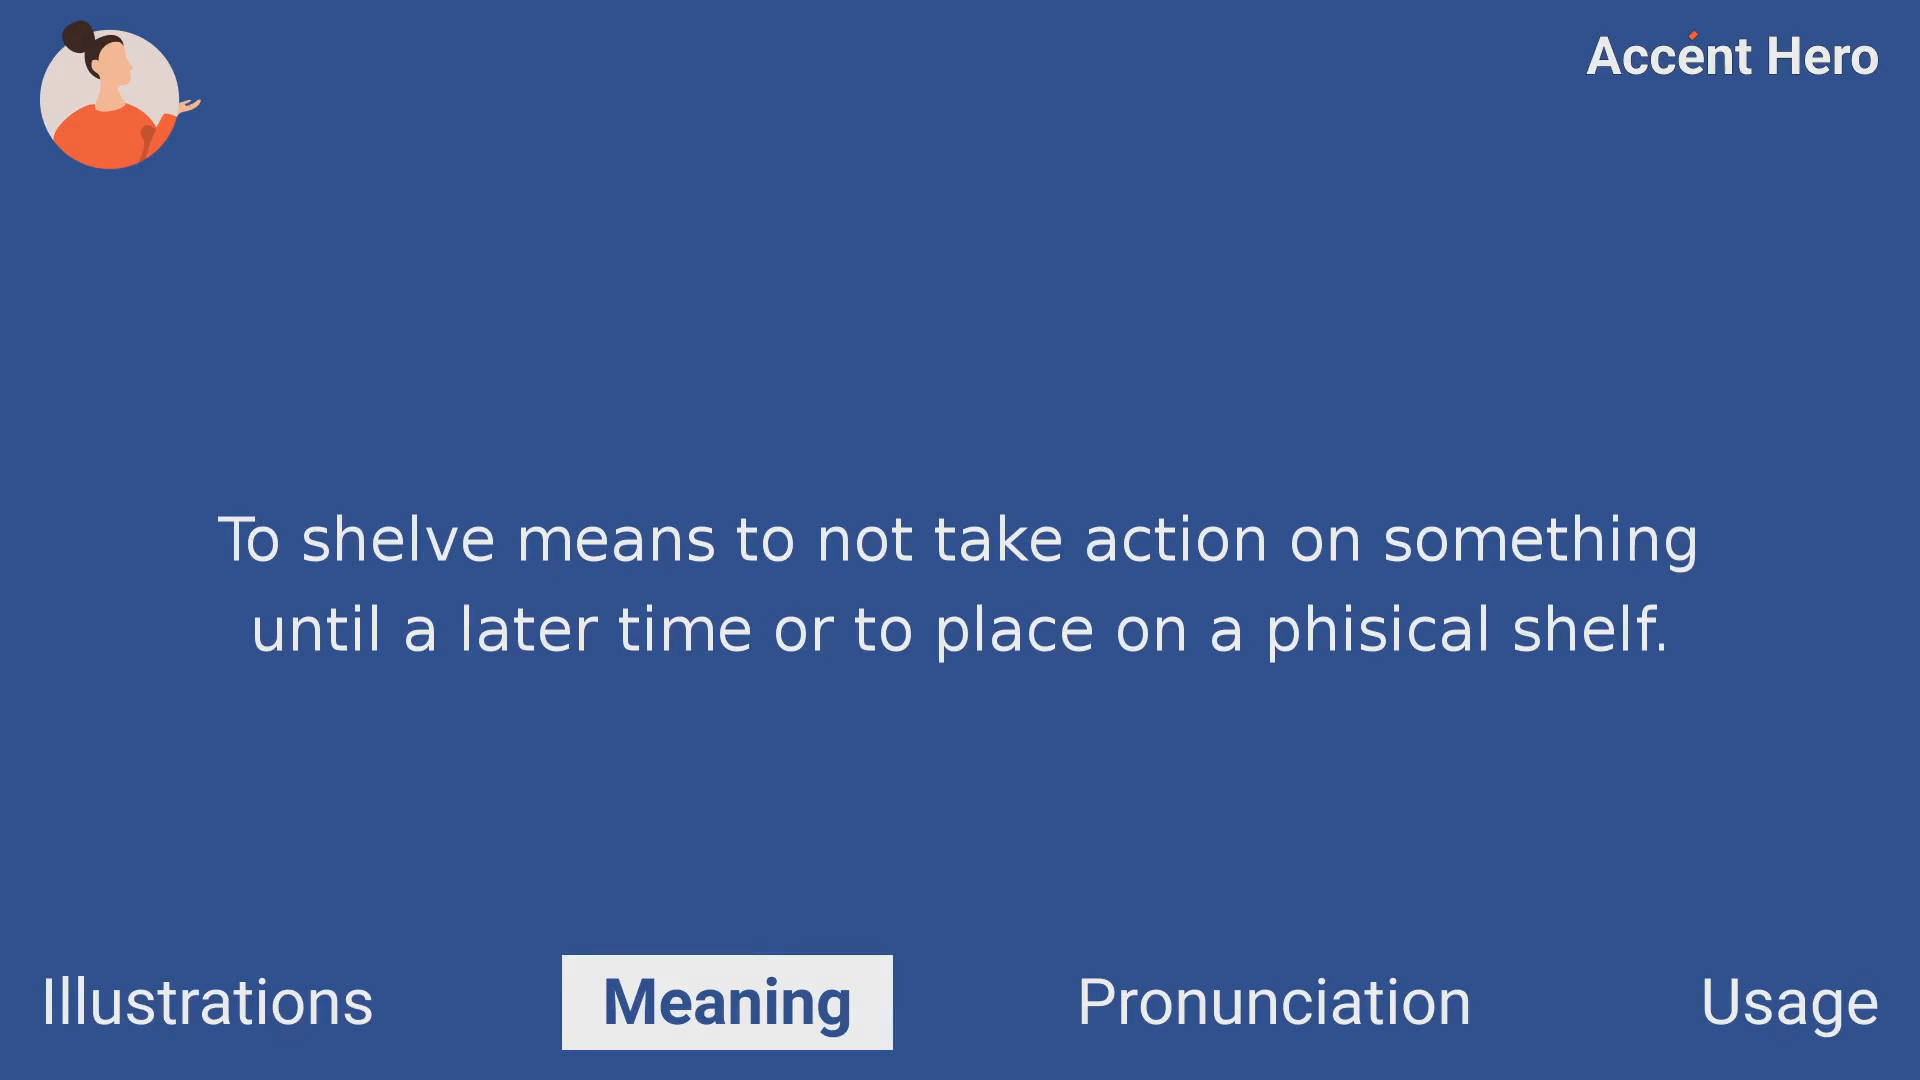 Accént Hero
To shelve means to not take action on something
until a later time or to place on a phisical shelf.
Illustrations
Meaning
Pronunciation
Usage